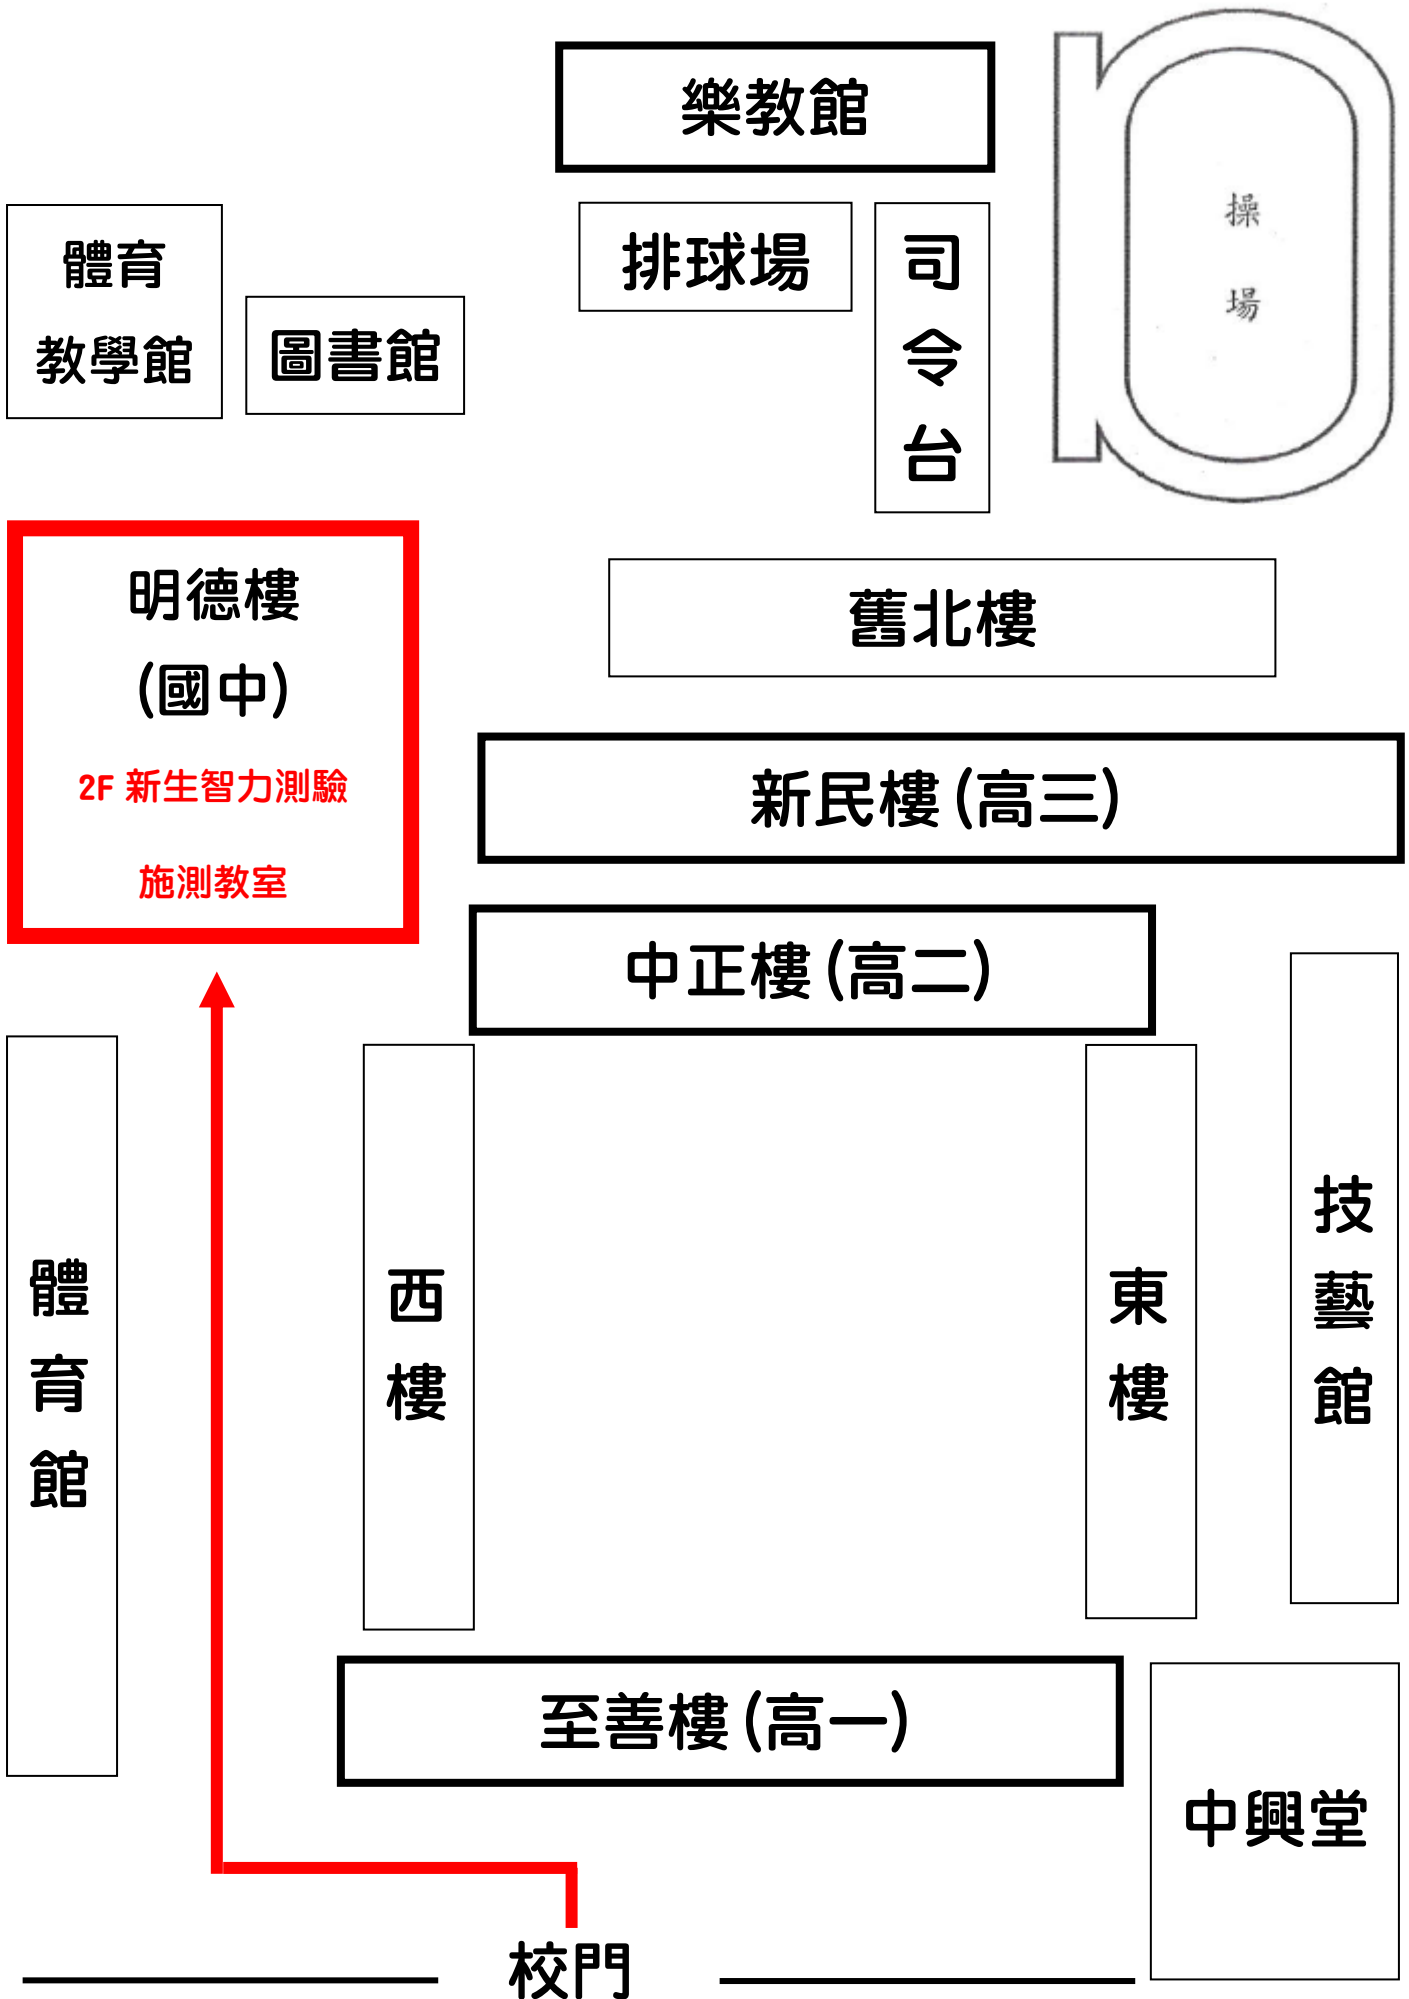 樂教館
操
場
體育
教學館
圖書館
排球場
司
令
台
明德樓
(國中)
2F 新生智力測驗
施測教室
舊北樓
新民樓(高三)
中正樓(高二)
體
育
館
西
樓
東
樓
技
藝
館
至善樓(高一)
中興堂
校門